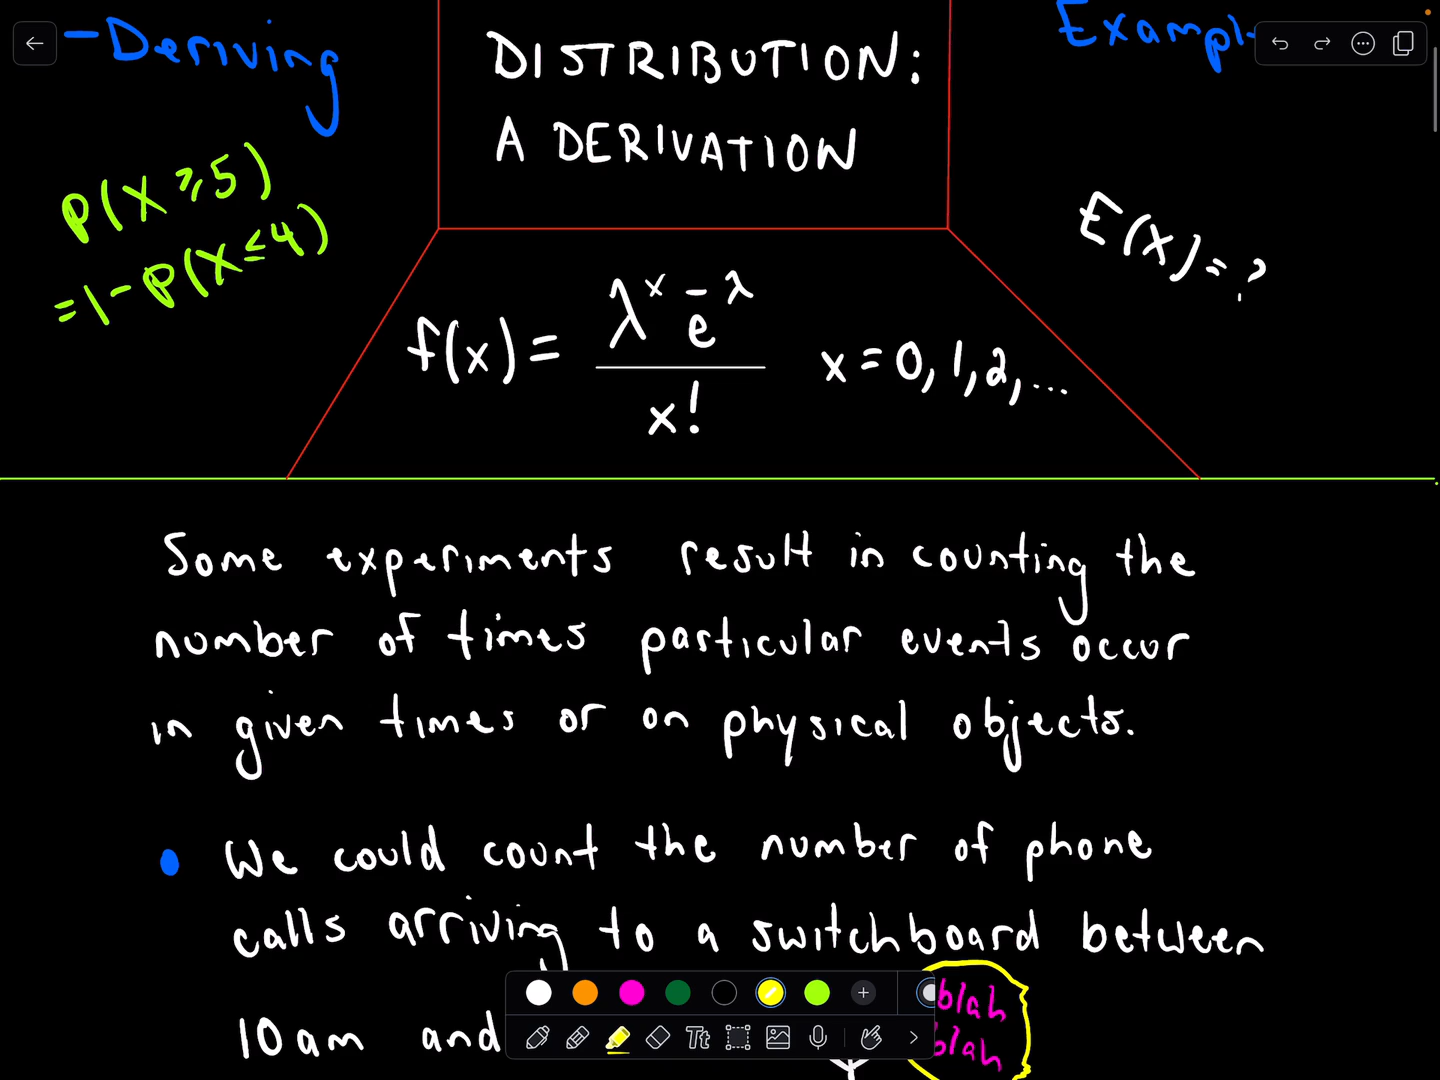 -Deriving
DISTRIBUTION:
A DERIVATION
Exampl
P(X ≥ 5)
= 1 - P(X ≤ 4)
E(X) = ?
f(x) = λ^x e^-λ / x!   x = 0, 1, 2, ...
Some experiments result in counting the
number of times particular events occur
in given times or on physical objects.
• We could count the number of phone
calls arriving to a switchboard between
10am and
blah
blah
Tt